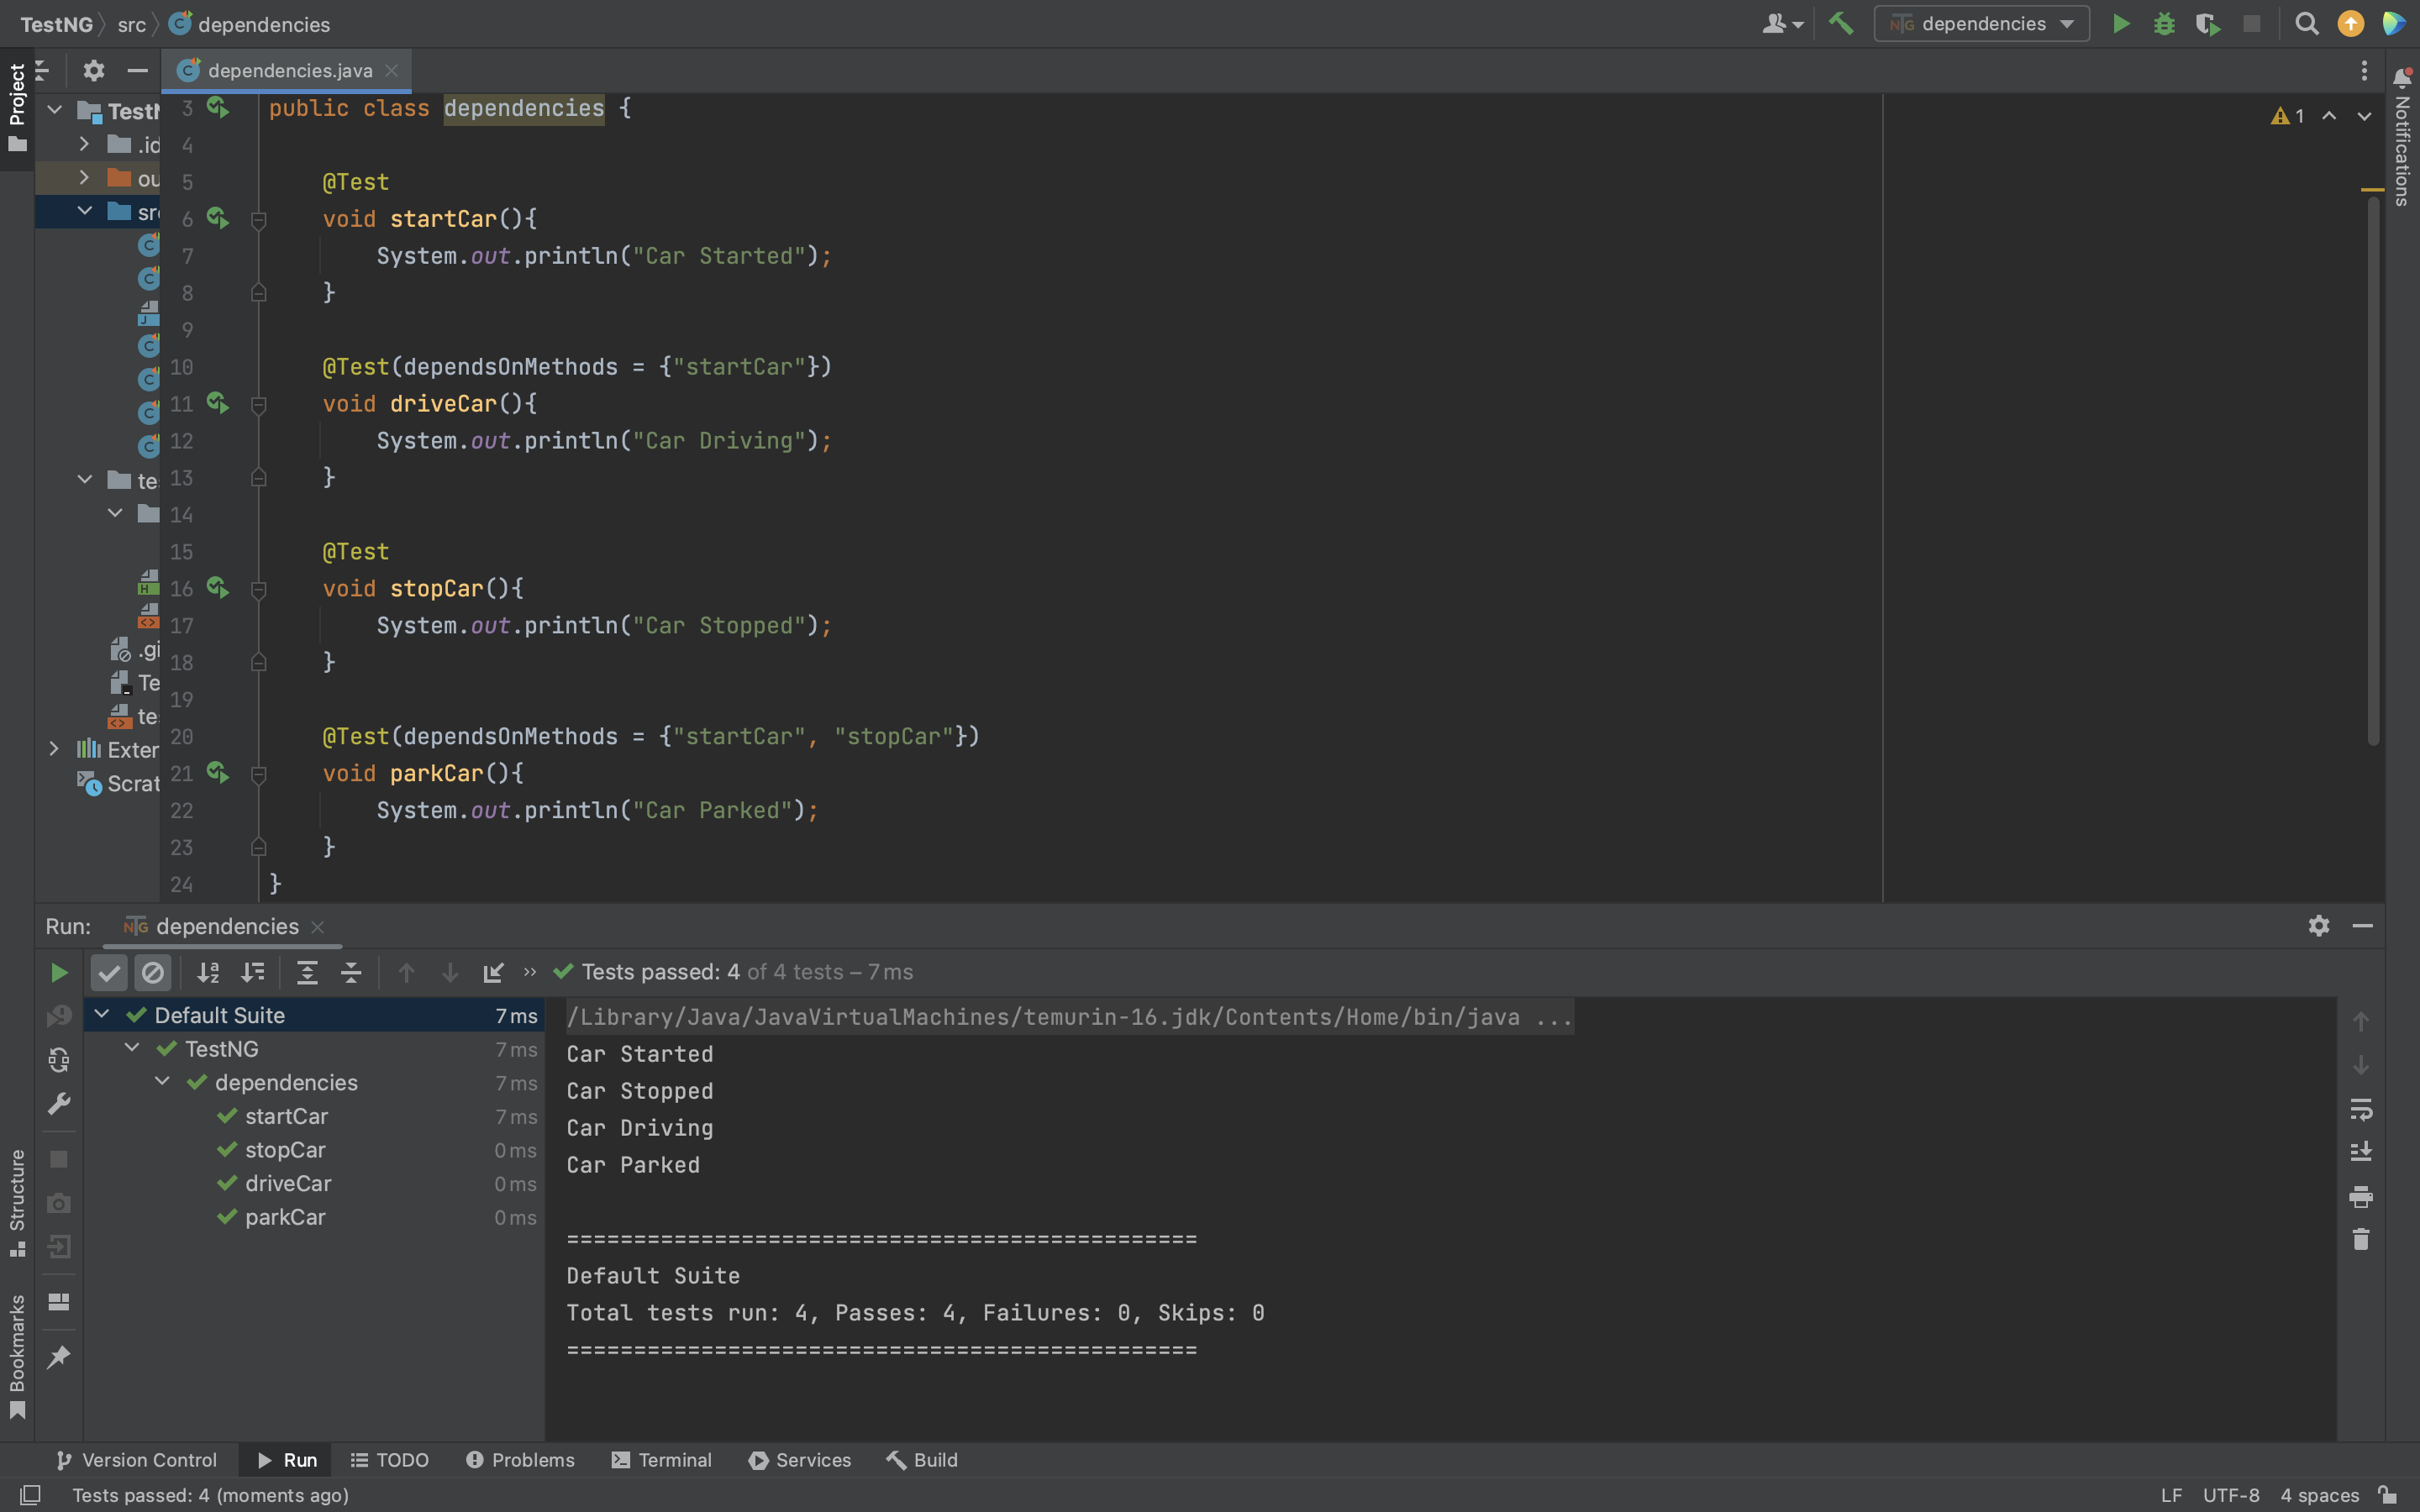 TestNG src dependencies
dependencies
Project
dependencies.java
1
Notifications
TestN
.id
ou
src
tes
.gi
Te
tes
Exter
Scrat
3 public class dependencies {
4
5 @Test
6 void startCar(){
7 System.out.println("Car Started");
8 }
9
10 @Test(dependsOnMethods = {"startCar"})
11 void driveCar(){
12 System.out.println("Car Driving");
13 }
14
15 @Test
16 void stopCar(){
17 System.out.println("Car Stopped");
18 }
19
20 @Test(dependsOnMethods = {"startCar", "stopCar"})
21 void parkCar(){
22 System.out.println("Car Parked");
23 }
24 }
Run: dependencies
Tests passed: 4 of 4 tests – 7 ms
Default Suite 7 ms
TestNG 7 ms
dependencies 7 ms
startCar 7 ms
stopCar 0 ms
driveCar 0 ms
parkCar 0 ms
/Library/Java/JavaVirtualMachines/temurin-16.jdk/Contents/Home/bin/java ...
Car Started
Car Stopped
Car Driving
Car Parked
===============================================
Default Suite
Total tests run: 4, Passes: 4, Failures: 0, Skips: 0
===============================================
Structure
Bookmarks
Version Control Run TODO Problems Terminal Services Build
Tests passed: 4 (moments ago) LF UTF-8 4 spaces